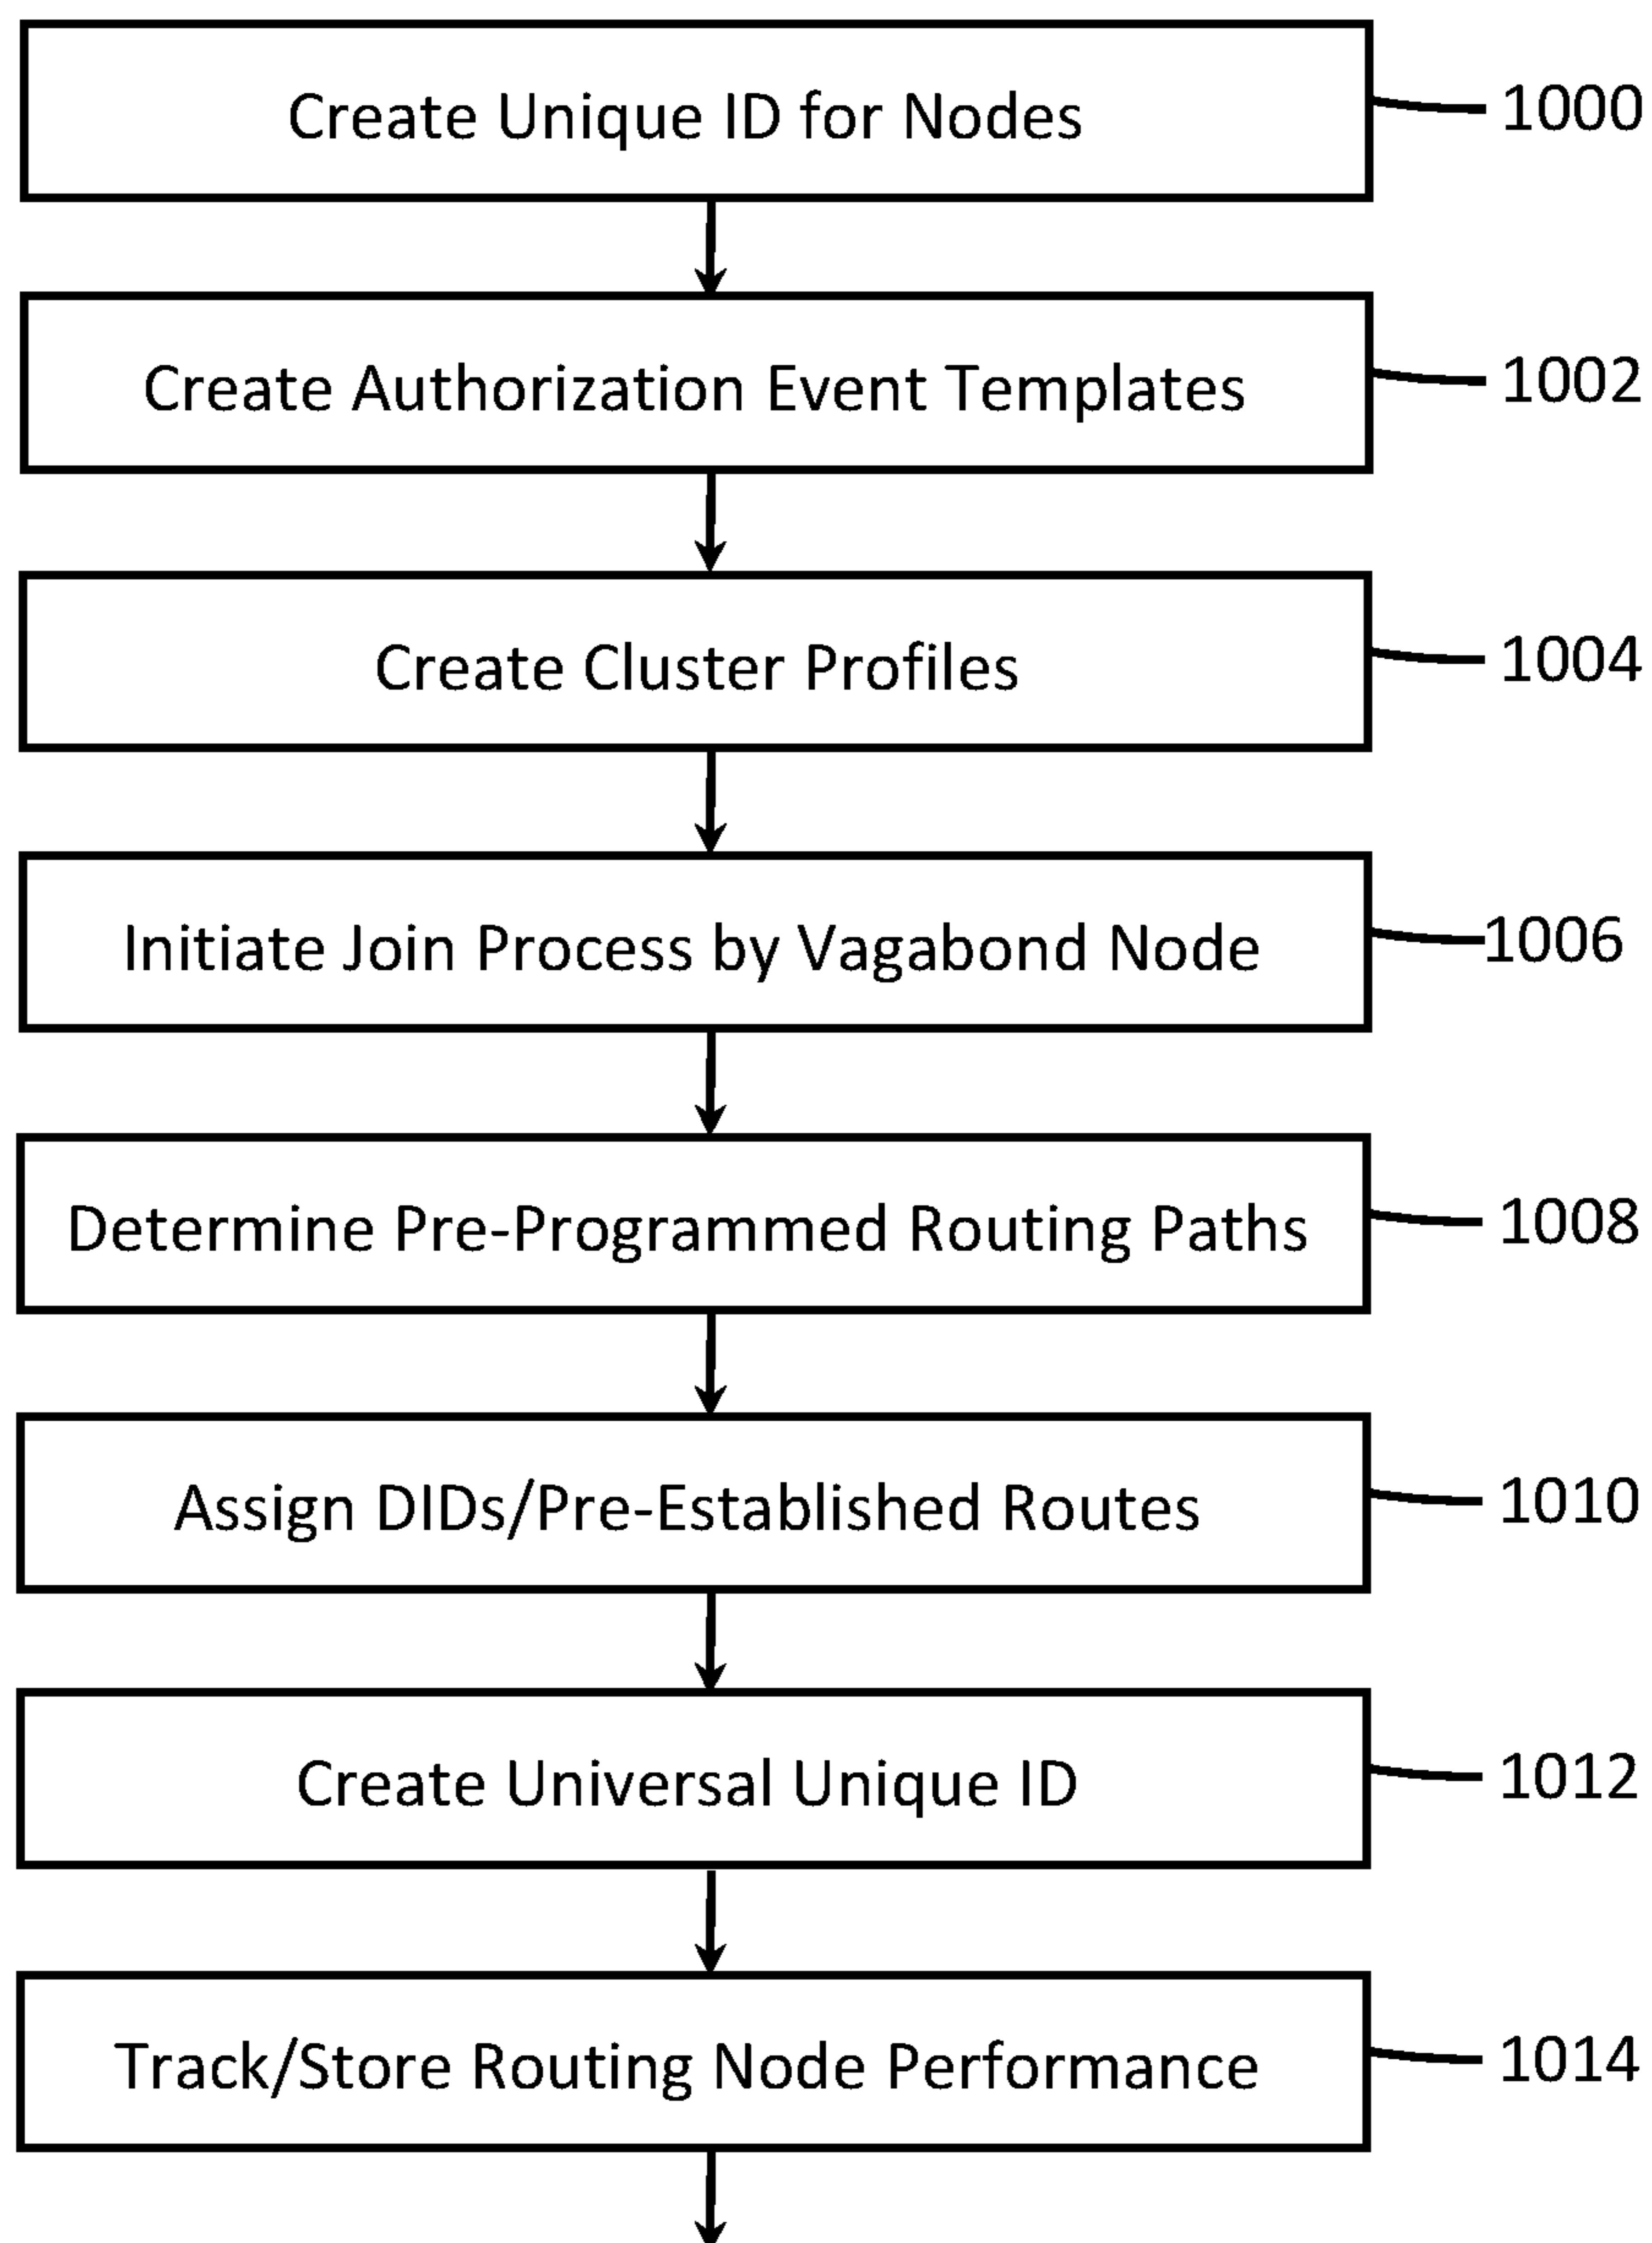 Create Unique ID for Nodes
1000
Create Authorization Event Templates
1002
Create Cluster Profiles
1004
Initiate Join Process by Vagabond Node
1006
Determine Pre-Programmed Routing Paths
1008
Assign DIDs/Pre-Established Routes
1010
Create Universal Unique ID
1012
Track/Store Routing Node Performance
1014